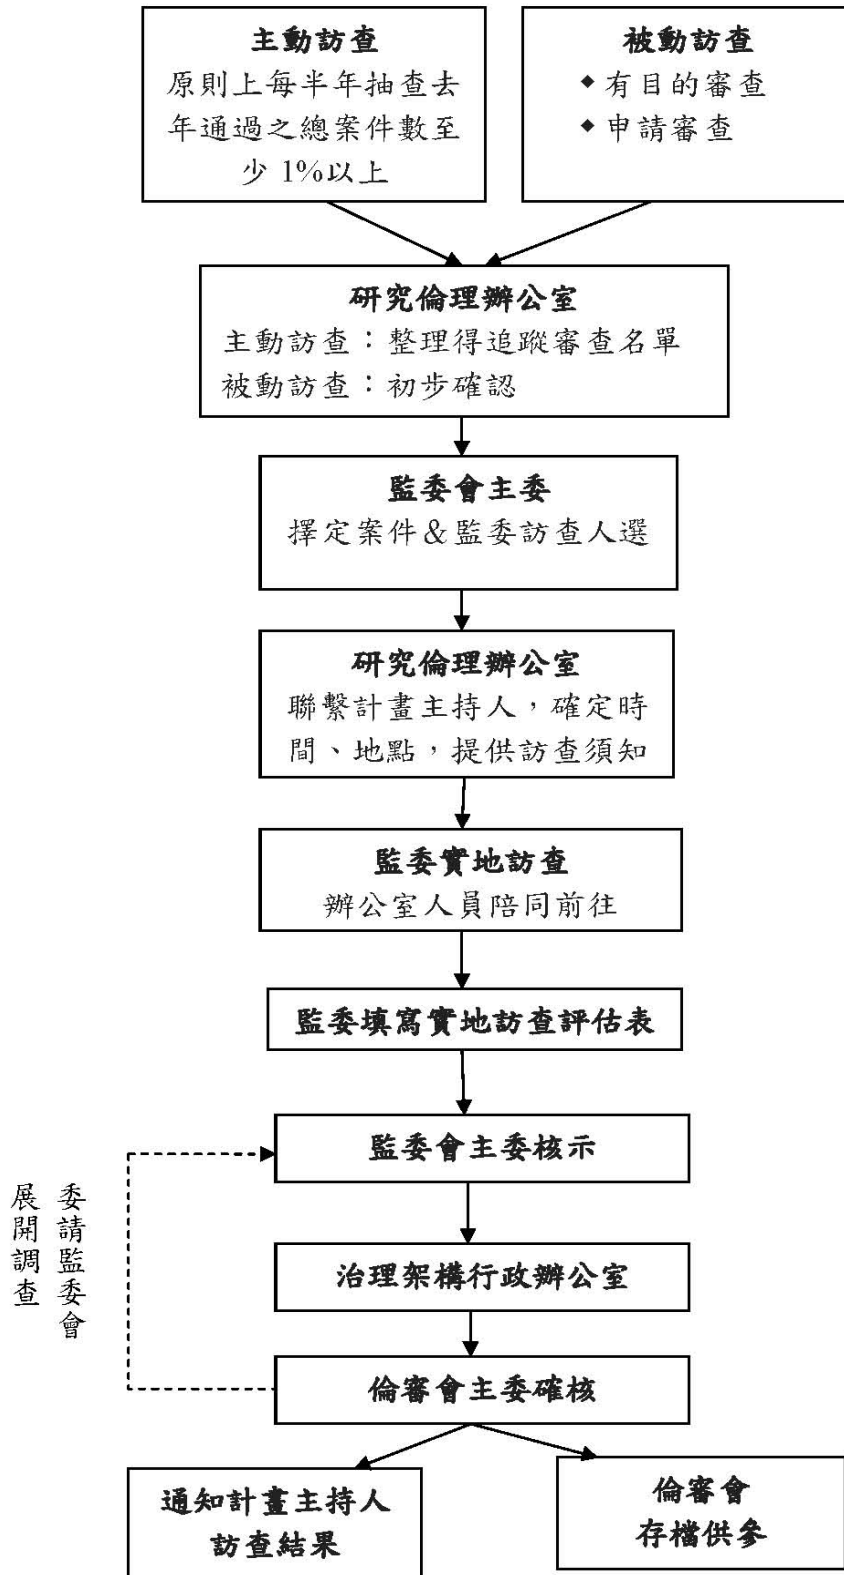 主動訪查
原則上每半年抽查去
年通過之總案件數至
少 1%以上
被動訪查
◆有目的審查
◆申請審查
研究倫理辦公室
主動訪查：整理得追蹤審查名單
被動訪查：初步確認
監委會主委
擇定案件＆監委訪查人選
研究倫理辦公室
聯繫計畫主持人，確定時
間、地點，提供訪查須知
監委實地訪查
辦公室人員陪同前往
監委填寫實地訪查評估表
監委會主委核示
治理架構行政辦公室
倫審會主委確核
委請監委會
展開調查
通知計畫主持人
訪查結果
倫審會
存檔供參